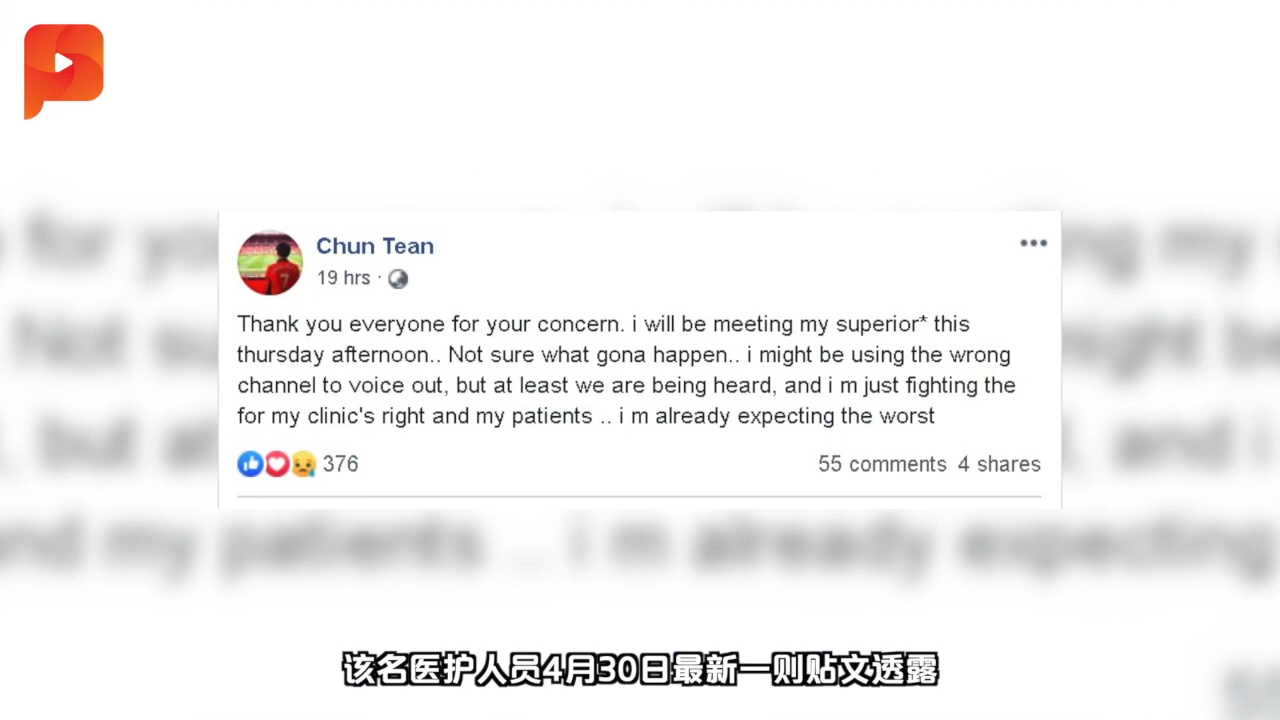 Chun Tean
19 hrs ·
Thank you everyone for your concern. i will be meeting my superior* this
thursday afternoon.. Not sure what gona happen.. i might be using the wrong
channel to voice out, but at least we are being heard, and i m just fighting the
for my clinic's right and my patients .. i m already expecting the worst
376
55 comments 4 shares
该名医护人员4月30日最新一则贴文透露